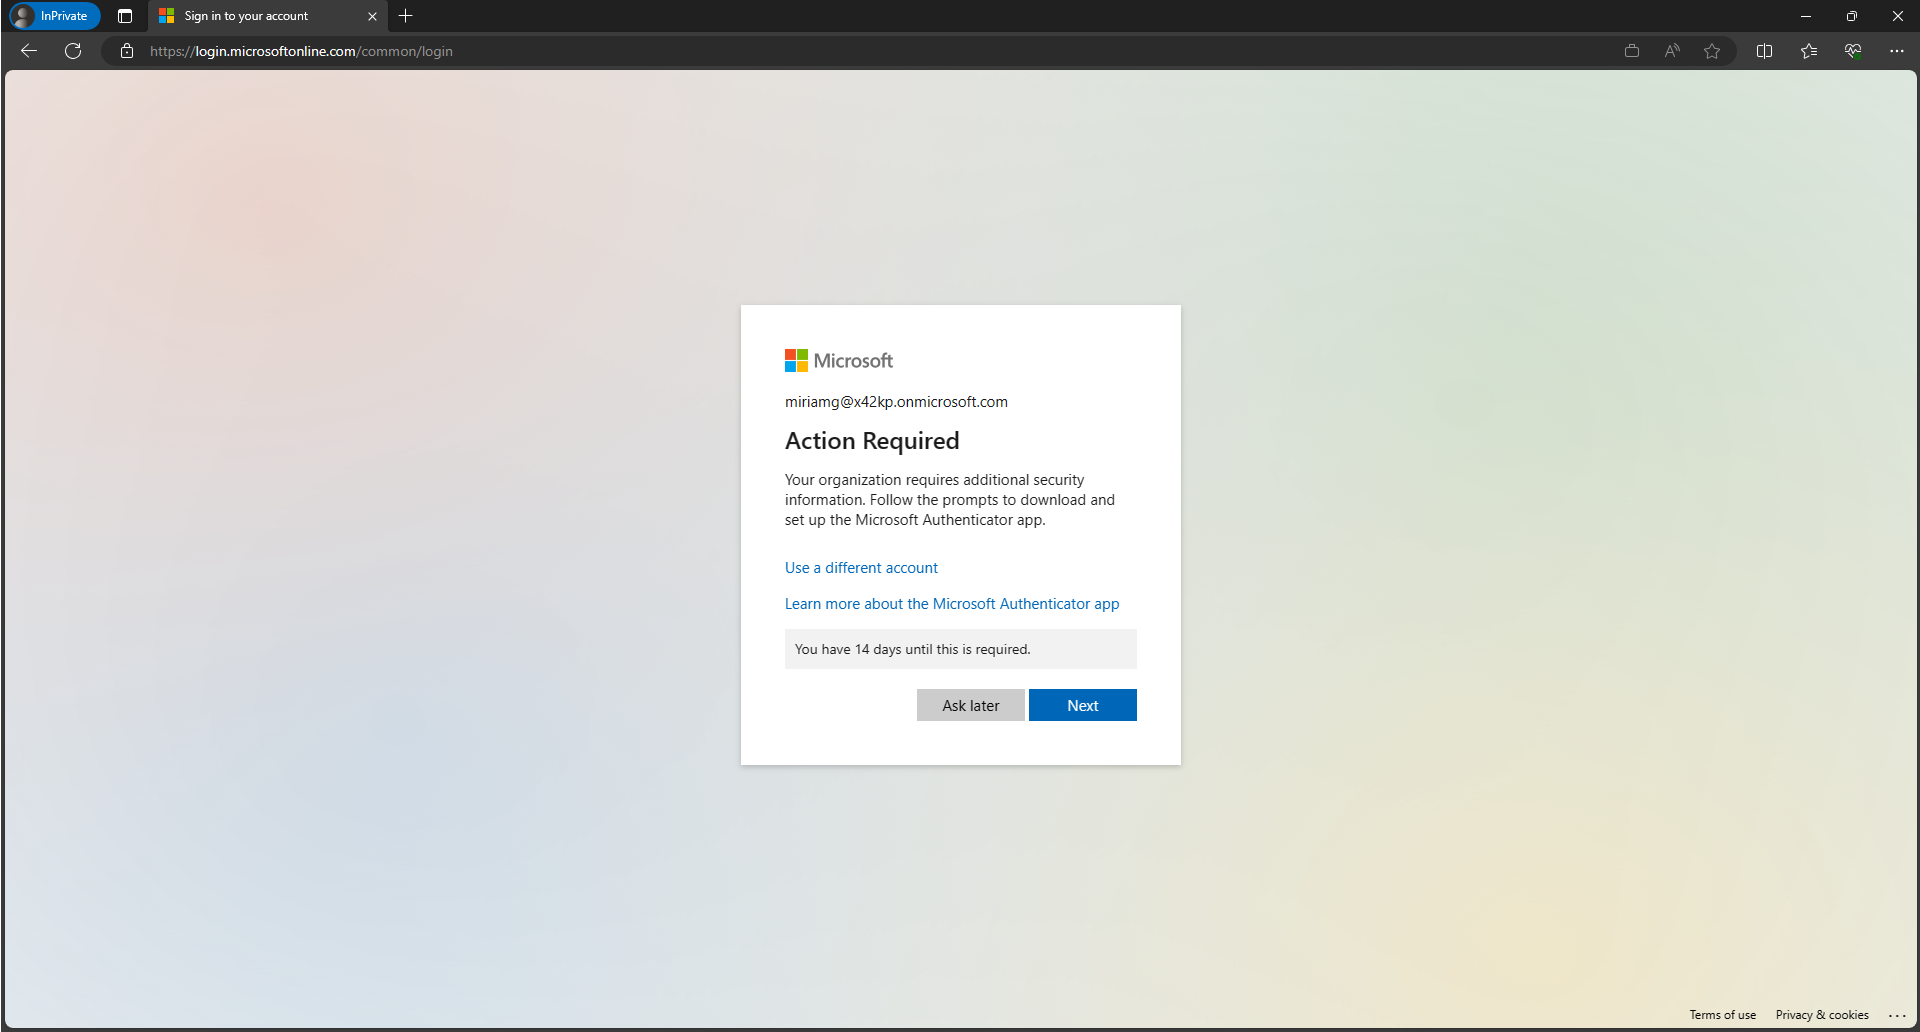 InPrivate
Sign in to your account
https://login.microsoftonline.com/common/login
Microsoft
miriamg@x42kp.onmicrosoft.com
Action Required
Your organization requires additional security
information. Follow the prompts to download and
set up the Microsoft Authenticator app.
Use a different account
Learn more about the Microsoft Authenticator app
You have 14 days until this is required.
Ask later
Next
Terms of use
Privacy & cookies